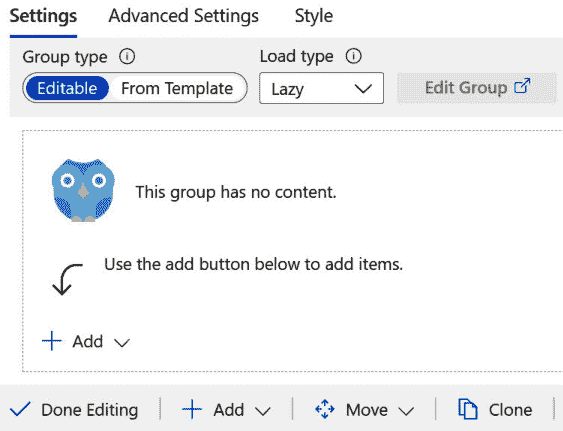 Settings Advanced Settings Style
Group type Load type
Editable From Template Lazy Edit Group
This group has no content.
Use the add button below to add items.
Add
Done Editing Add Move Clone